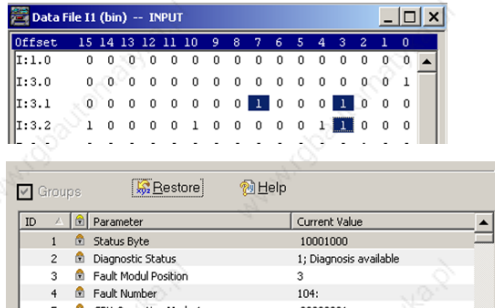 Data File I1 (bin) -- INPUT
Offset 15 14 13 12 11 10 9 8 7 6 5 4 3 2 1 0
I:1.0 0 0 0 0 0 0 0 0 0 0 0 0 0 0 0 0
I:3.0 0 0 0 0 0 0 0 0 0 0 0 0 0 0 0 1
I:3.1 0 0 0 0 0 0 0 0 1 0 0 0 1 0 0 0
I:3.2 1 0 0 0 0 1 0 0 0 0 0 1 1 0 0 0
Groups Restore Help
ID Parameter Current Value
1 Status Byte 10001000
2 Diagnostic Status 1; Diagnosis available
3 Fault Modul Position 3
4 Fault Number 104: